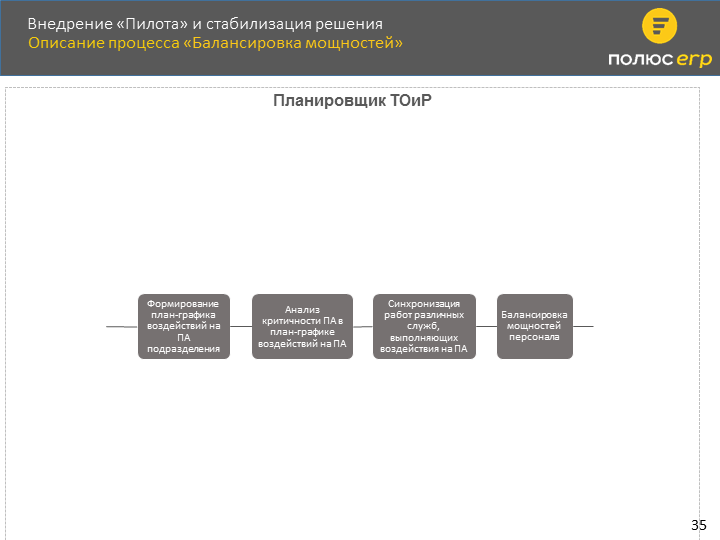 Внедрение «Пилота» и стабилизация решения
Описание процесса «Балансировка мощностей»
ПОЛЮС erp
Планировщик ТОиР
Формирование
план-графика
воздействий на
ПА
подразделения
Анализ
критичности ПА в
план-графике
воздействий на ПА
Синхронизация
работ различных
служб,
выполняющих
воздействия на ПА
Балансировка
мощностей
персонала
35